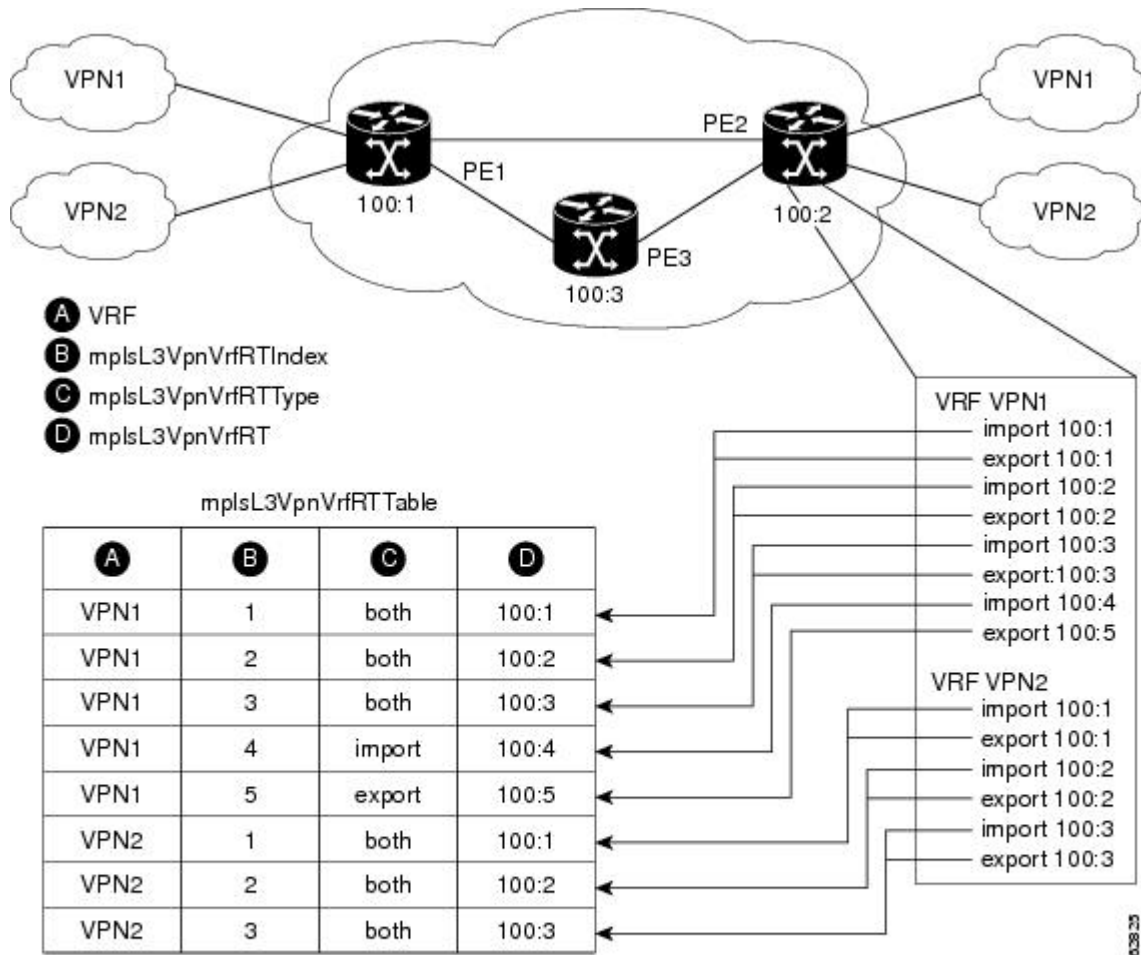 VPN1
VPN2
PE1
100:1
PE2
100:2
PE3
100:3
VPN1
VPN2
A VRF
B mplsL3VpnVrfRTIndex
C mplsL3VpnVrfRTType
D mplsL3VpnVrfRT
VRF VPN1
import 100:1
export 100:1
import 100:2
export 100:2
import 100:3
export:100:3
import 100:4
export 100:5
VRF VPN2
import 100:1
export 100:1
import 100:2
export 100:2
import 100:3
export 100:3
mplsL3VpnVrfRTTable
A B C D
VPN1 1 both 100:1
VPN1 2 both 100:2
VPN1 3 both 100:3
VPN1 4 import 100:4
VPN1 5 export 100:5
VPN2 1 both 100:1
VPN2 2 both 100:2
VPN2 3 both 100:3